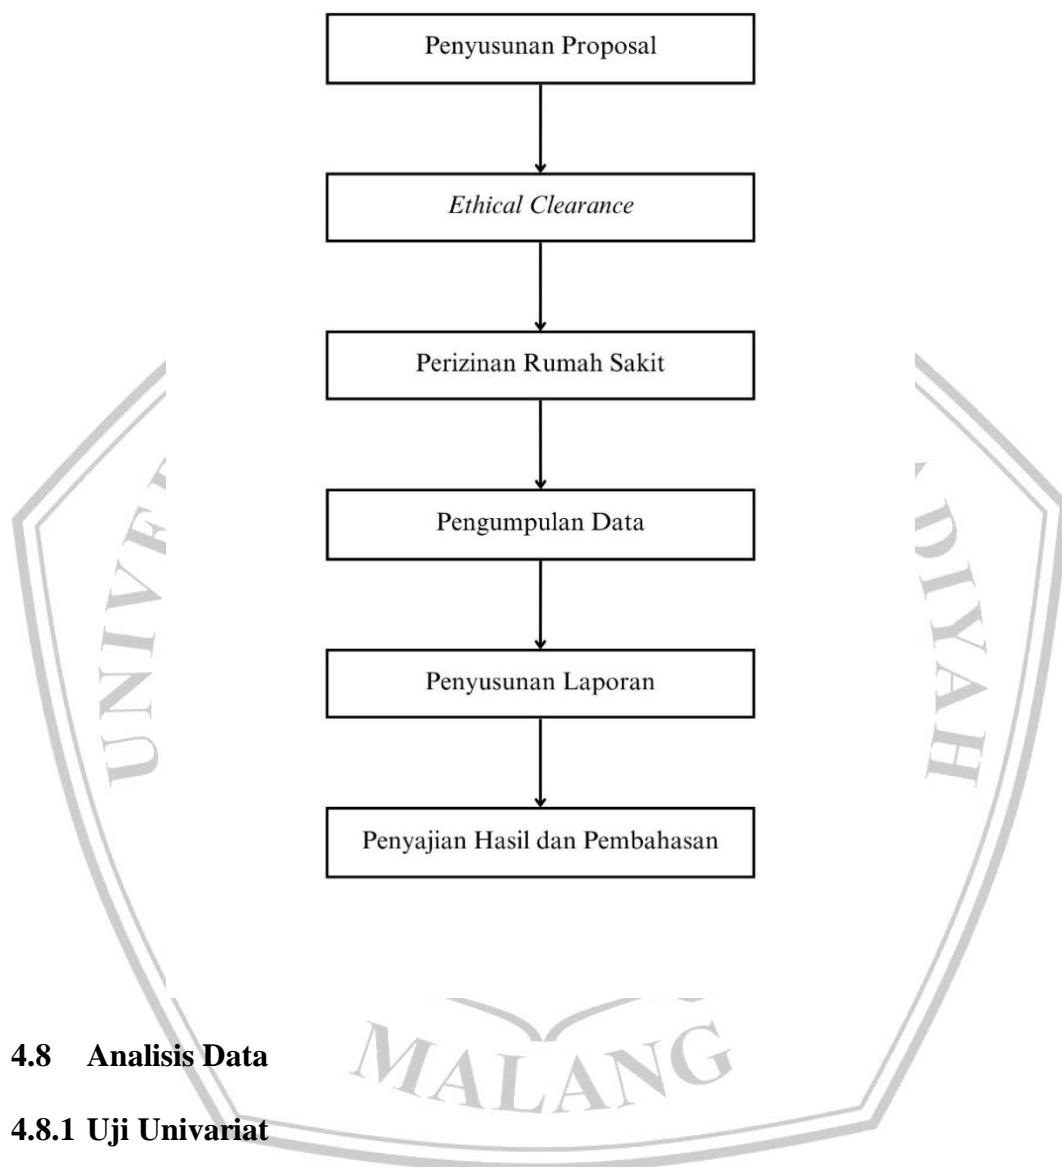 Penyusunan Proposal
Ethical Clearance
Perizinan Rumah Sakit
Pengumpulan Data
Penyusunan Laporan
Penyajian Hasil dan Pembahasan
MALANG
4.8 Analisis Data
4.8.1 Uji Univariat